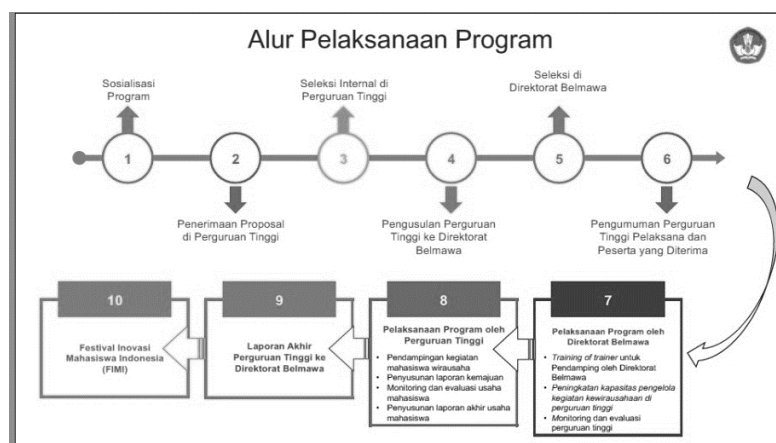 Alur Pelaksanaan Program
Sosialisasi
Program
Seleksi Internal di
Perguruan Tinggi
Seleksi di
Direktorat Belmawa
1
2
3
4
5
6
Penerimaan Proposal
di Perguruan Tinggi
Pengusulan Perguruan
Tinggi ke Direktorat
Belmawa
Pengumuman Perguruan
Tinggi Pelaksana dan
Peserta yang Diterima
10
Festival Inovasi
Mahasiswa Indonesia
(FIMI)
9
Laporan Akhir
Perguruan Tinggi ke
Direktorat Belmawa
8
Pelaksanaan Program oleh
Perguruan Tinggi
• Pendampingan kegiatan
mahasiswa wirausaha
• Penyusunan laporan kemajuan
• Monitoring dan evaluasi usaha
mahasiswa
• Penyusunan laporan akhir usaha
mahasiswa
7
Pelaksanaan Program oleh
Direktorat Belmawa
• Training of trainer untuk
Pendamping oleh Direktorat
Belmawa
• Peningkatan kapasitas pengelola
kegiatan kewirausahaan di
perguruan tinggi
• Monitoring dan evaluasi
perguruan tinggi